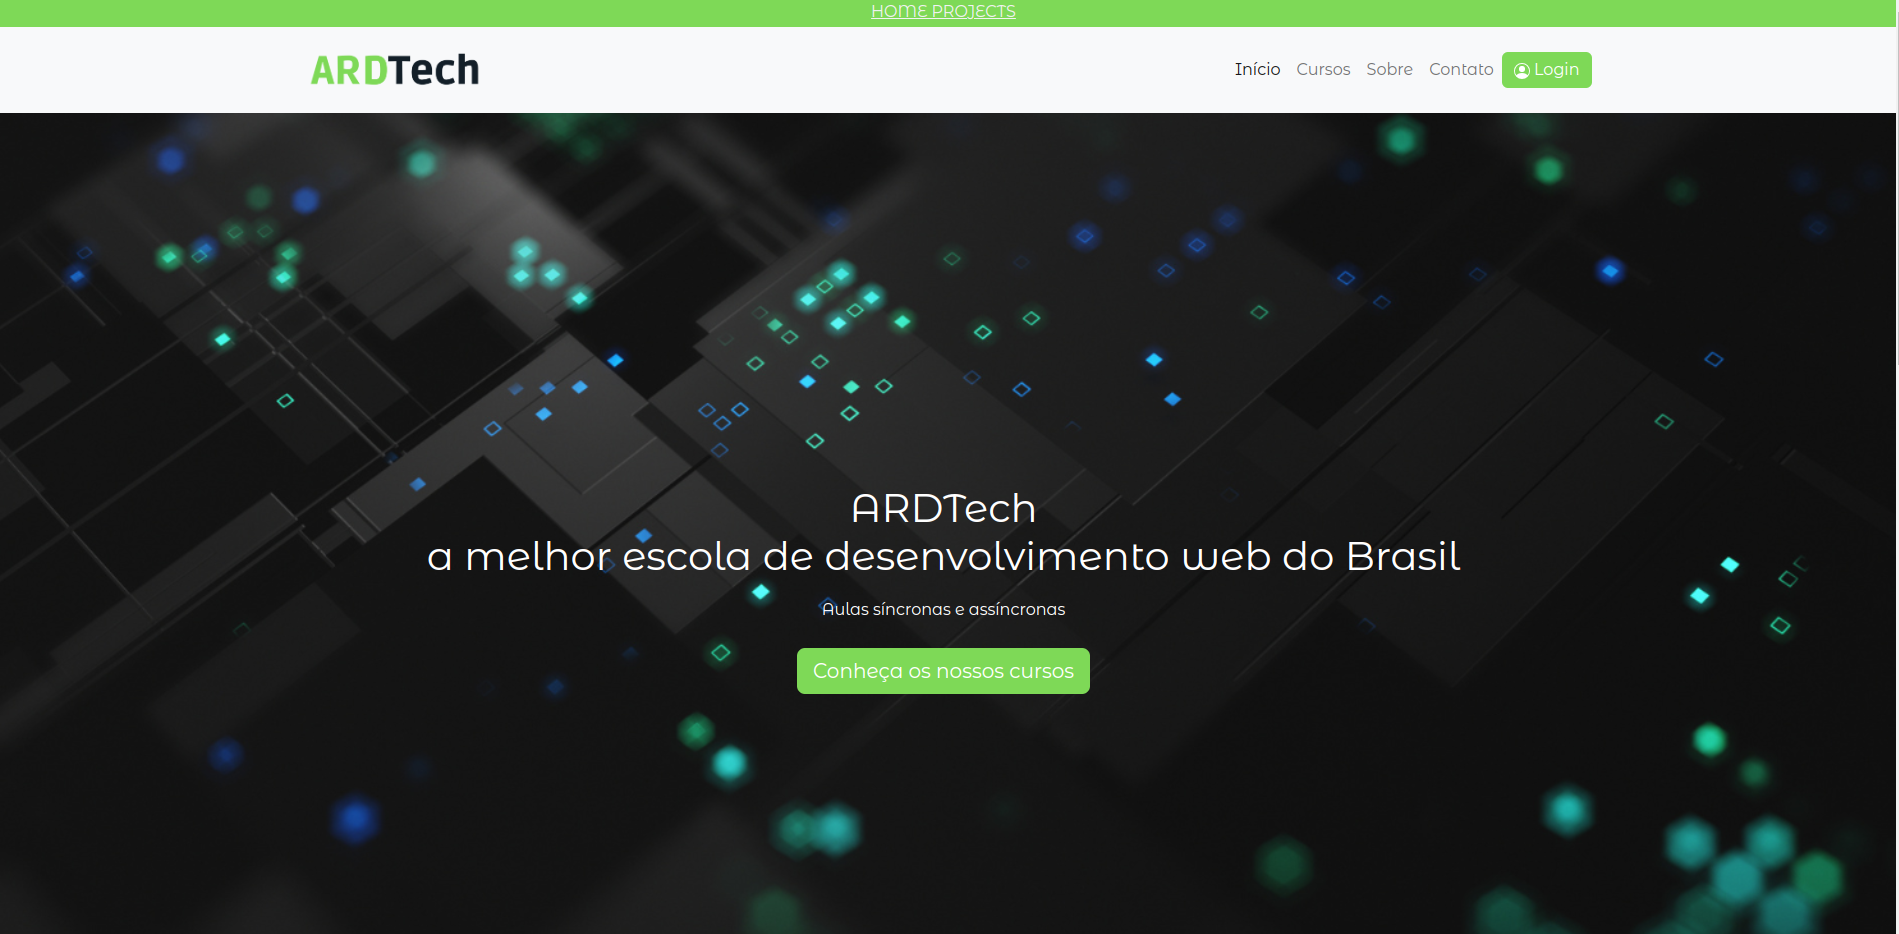 HOME PROJECTS
ARDTech
Início Cursos Sobre Contato Login
ARDTech
a melhor escola de desenvolvimento web do Brasil
Aulas síncronas e assíncronas
Conheça os nossos cursos